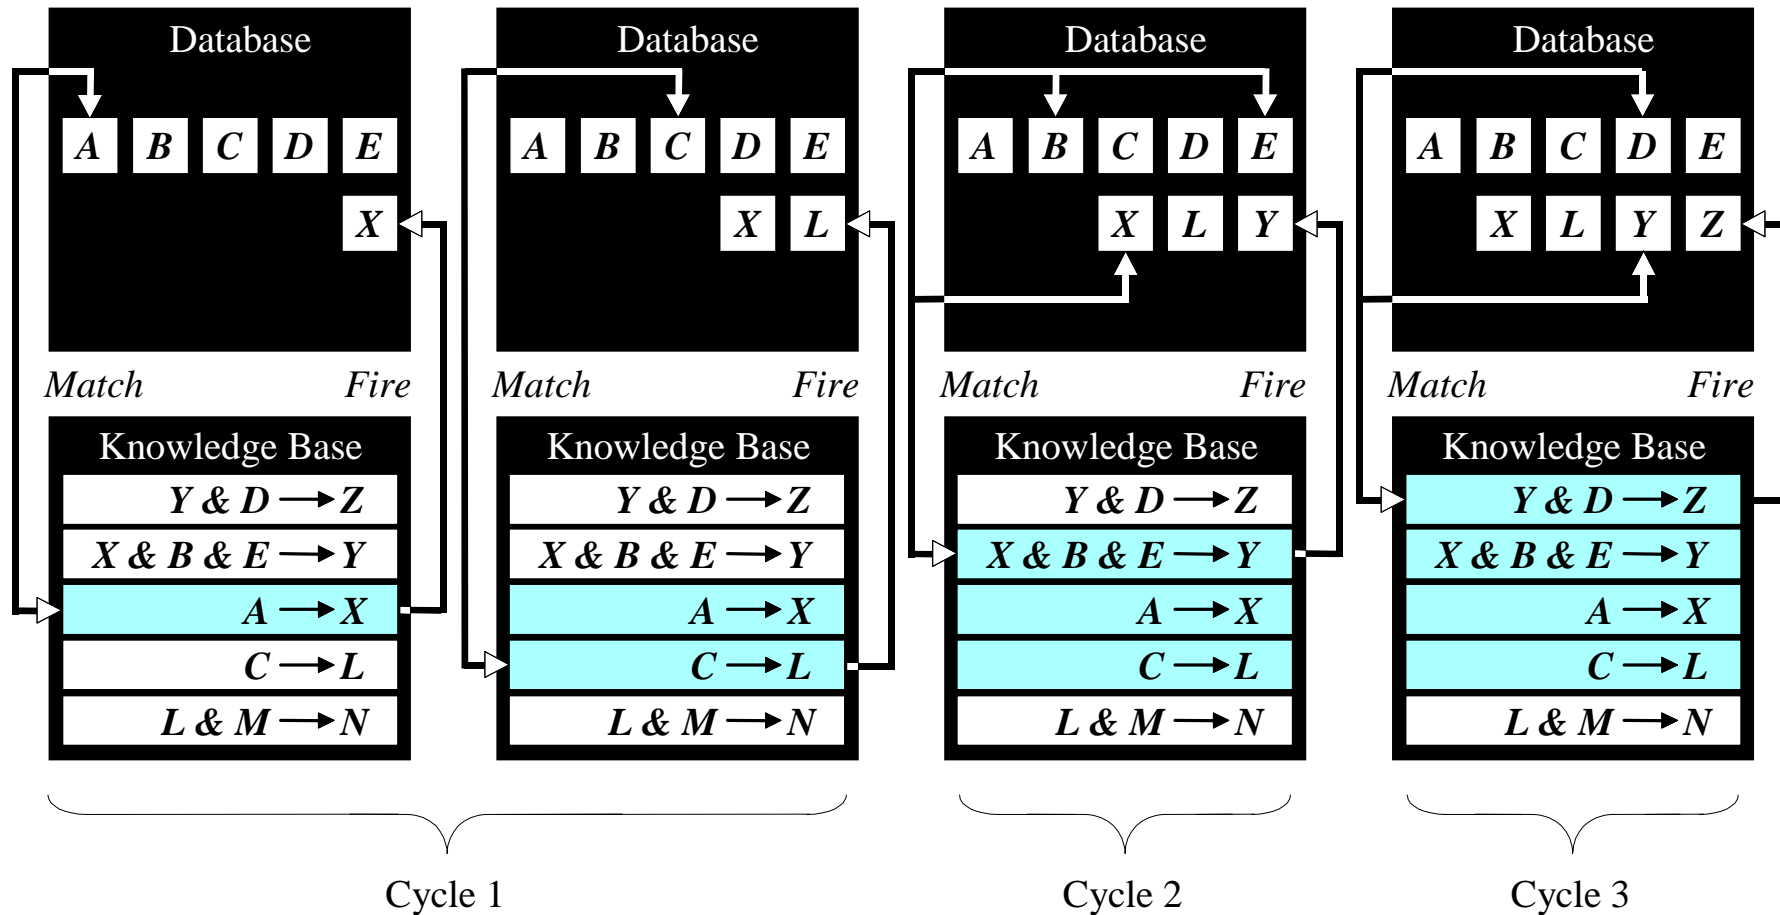 Database Database Database Database
A B C D E A B C D E A B C D E A B C D E
X X L X L Y X L Y Z
Match Fire Match Fire Match Fire Match Fire
Knowledge Base Knowledge Base Knowledge Base Knowledge Base
Y & D → Z Y & D → Z Y & D → Z Y & D → Z
X & B & E → Y X & B & E → Y X & B & E → Y X & B & E → Y
A → X A → X A → X A → X
C → L C → L C → L C → L
L & M → N L & M → N L & M → N L & M → N
Cycle 1 Cycle 2 Cycle 3